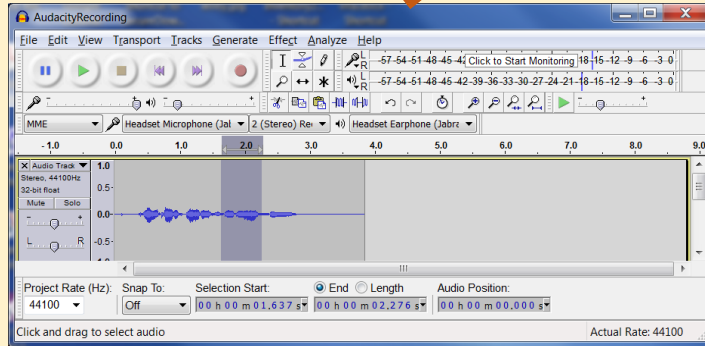 AudacityRecording
File Edit View Transport Tracks Generate Effect Analyze Help
L R -57 -54 -51 -48 -45 -42 Click to Start Monitoring 18 -15 -12 -9 -6 -3 0
L R -57 -54 -51 -48 -45 -42 -39 -36 -33 -30 -27 -24 -21 -18 -15 -12 -9 -6 -3 0
- + - +
- +
MME Headset Microphone (Jal 2 (Stereo) Re Headset Earphone (Jabra
- 1.0 0.0 1.0 2.0 3.0 4.0 5.0 6.0 7.0 8.0 9.0
Audio Track 1.0
Stereo, 44100Hz
32-bit float 0.5
Mute Solo
- + 0.0
L R -0.5
Project Rate (Hz): Snap To: Selection Start: End Length Audio Position:
44100 Off 00 h 00 m 01.637 s 00 h 00 m 02.276 s 00 h 00 m 00.000 s
Click and drag to select audio Actual Rate: 44100